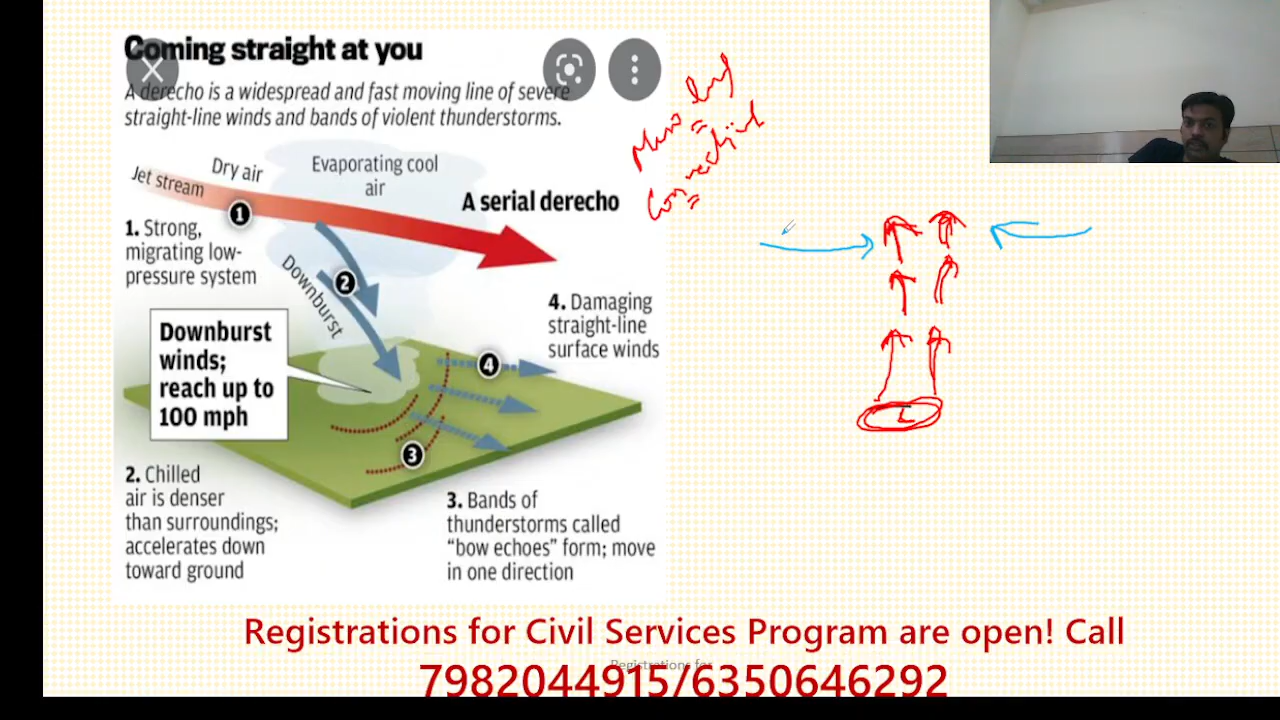 Coming straight at you
A derecho is a widespread and fast moving line of severe
straight-line winds and bands of violent thunderstorms.
Jet stream
Dry air
Evaporating cool
air
A serial derecho
1
1. Strong,
migrating low-
pressure system
Downburst
2
4. Damaging
straight-line
surface winds
Downburst
winds;
reach up to
100 mph
4
3
2. Chilled
air is denser
than surroundings;
accelerates down
toward ground
3. Bands of
thunderstorms called
“bow echoes” form; move
in one direction
L
Registrations for Civil Services Program are open! Call
Registrations for
7982044915/6350646292